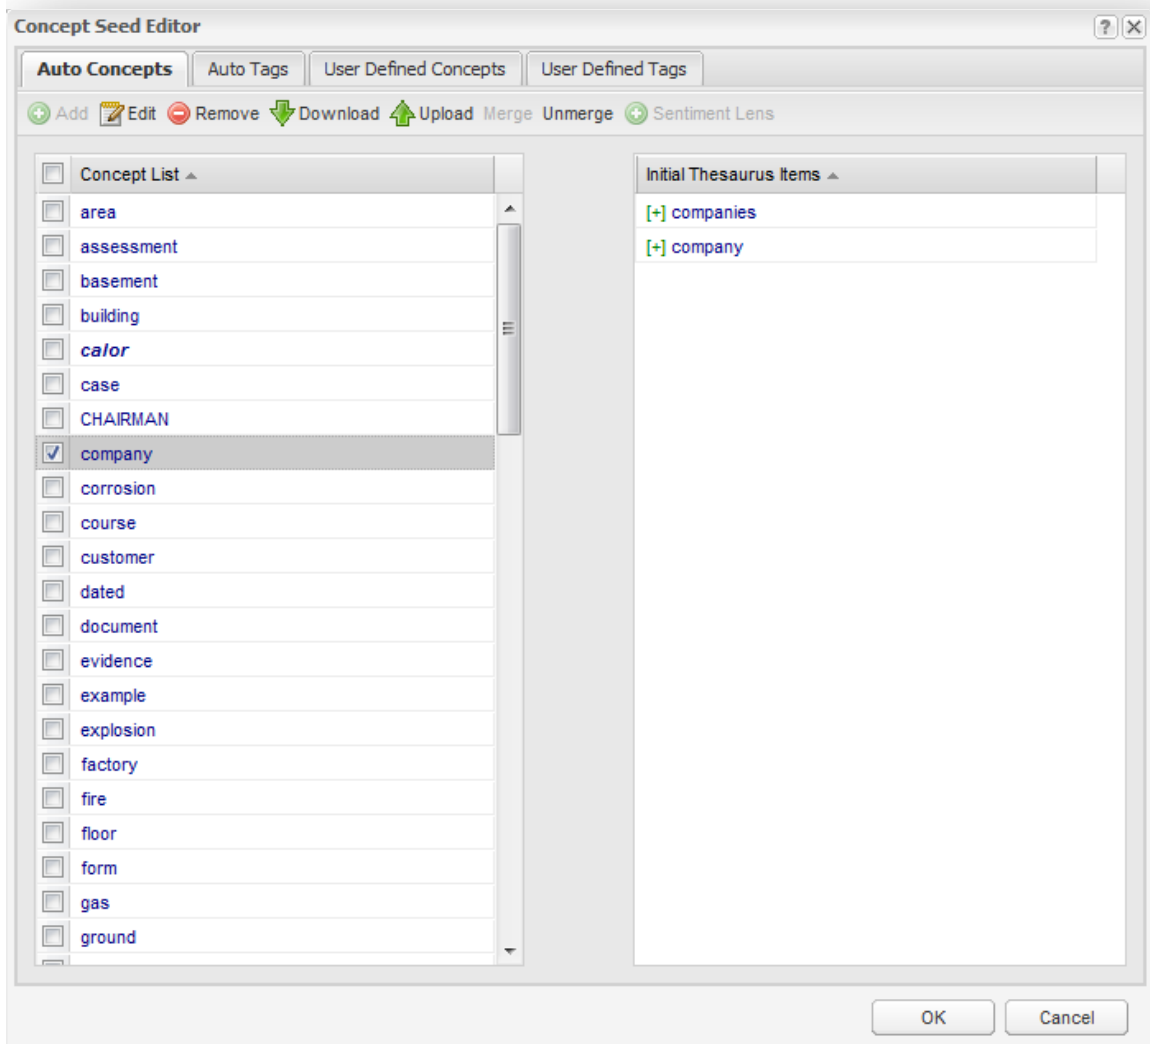 Concept Seed Editor
Auto Concepts Auto Tags User Defined Concepts User Defined Tags
Add Edit Remove Download Upload Merge Unmerge Sentiment Lens
Concept List
area
assessment
basement
building
calor
case
CHAIRMAN
company
corrosion
course
customer
dated
document
evidence
example
explosion
factory
fire
floor
form
gas
ground
Initial Thesaurus Items
[+] companies
[+] company
OK Cancel